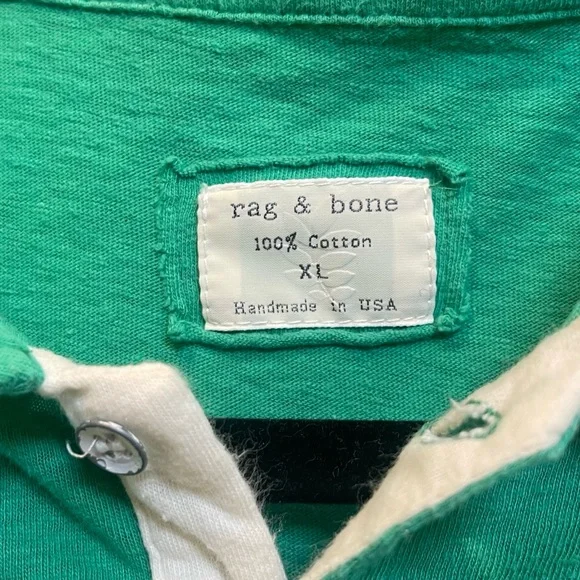 rag & bone
100% Cotton
XL
Handmade in USA